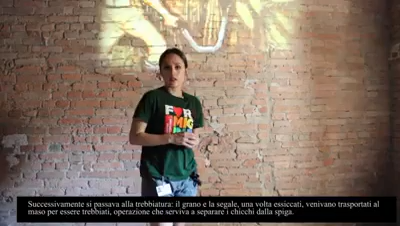 FOR
Successivamente si passava alla trebbiatura: il grano e la segale, una volta essiccati, venivano trasportati al
maso per essere trebbiati, operazione che serviva a separare i chicchi dalla spiga.